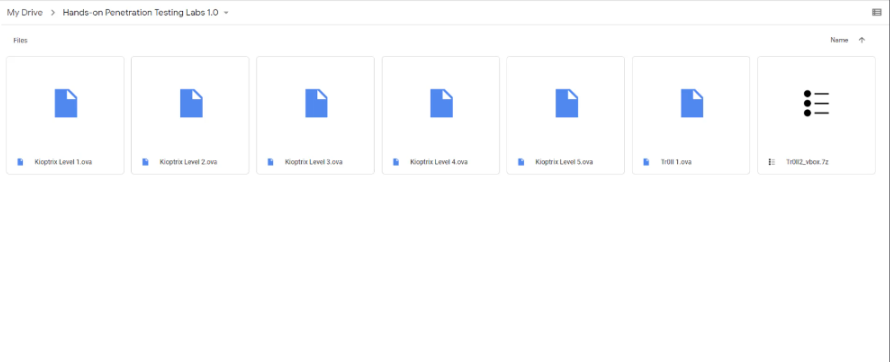 My Drive > Hands-on Penetration Testing Labs 1.0
Files
Name
Kioptrix Level 1.ova
Kioptrix Level 2.ova
Kioptrix Level 3.ova
Kioptrix Level 4.ova
Kioptrix Level 5.ova
Tr0ll 1.ova
Tr0ll2_vbox.7z